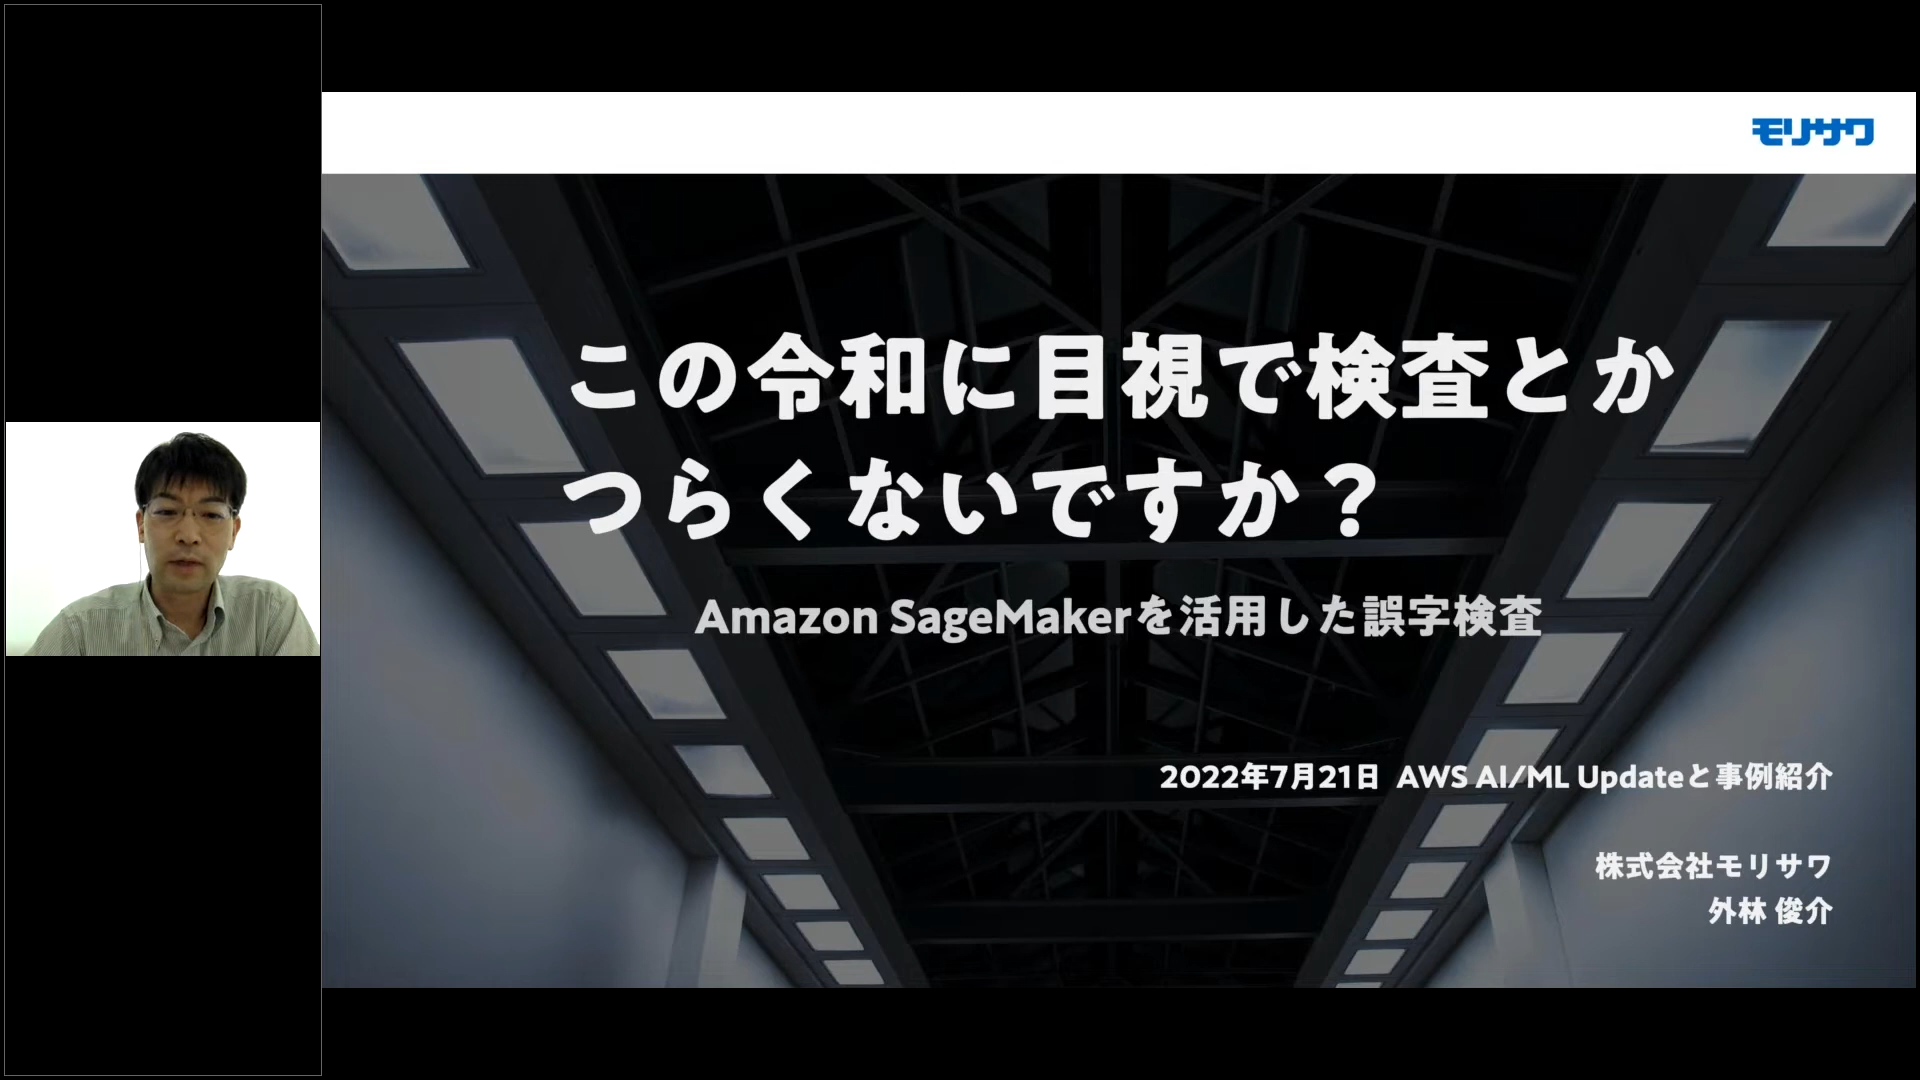 モリサワ
この令和に目視で検査とか
つらくないですか？
Amazon SageMakerを活用した誤字検査
2022年7月21日 AWS AI/ML Updateと事例紹介
株式会社モリサワ
外林 俊介